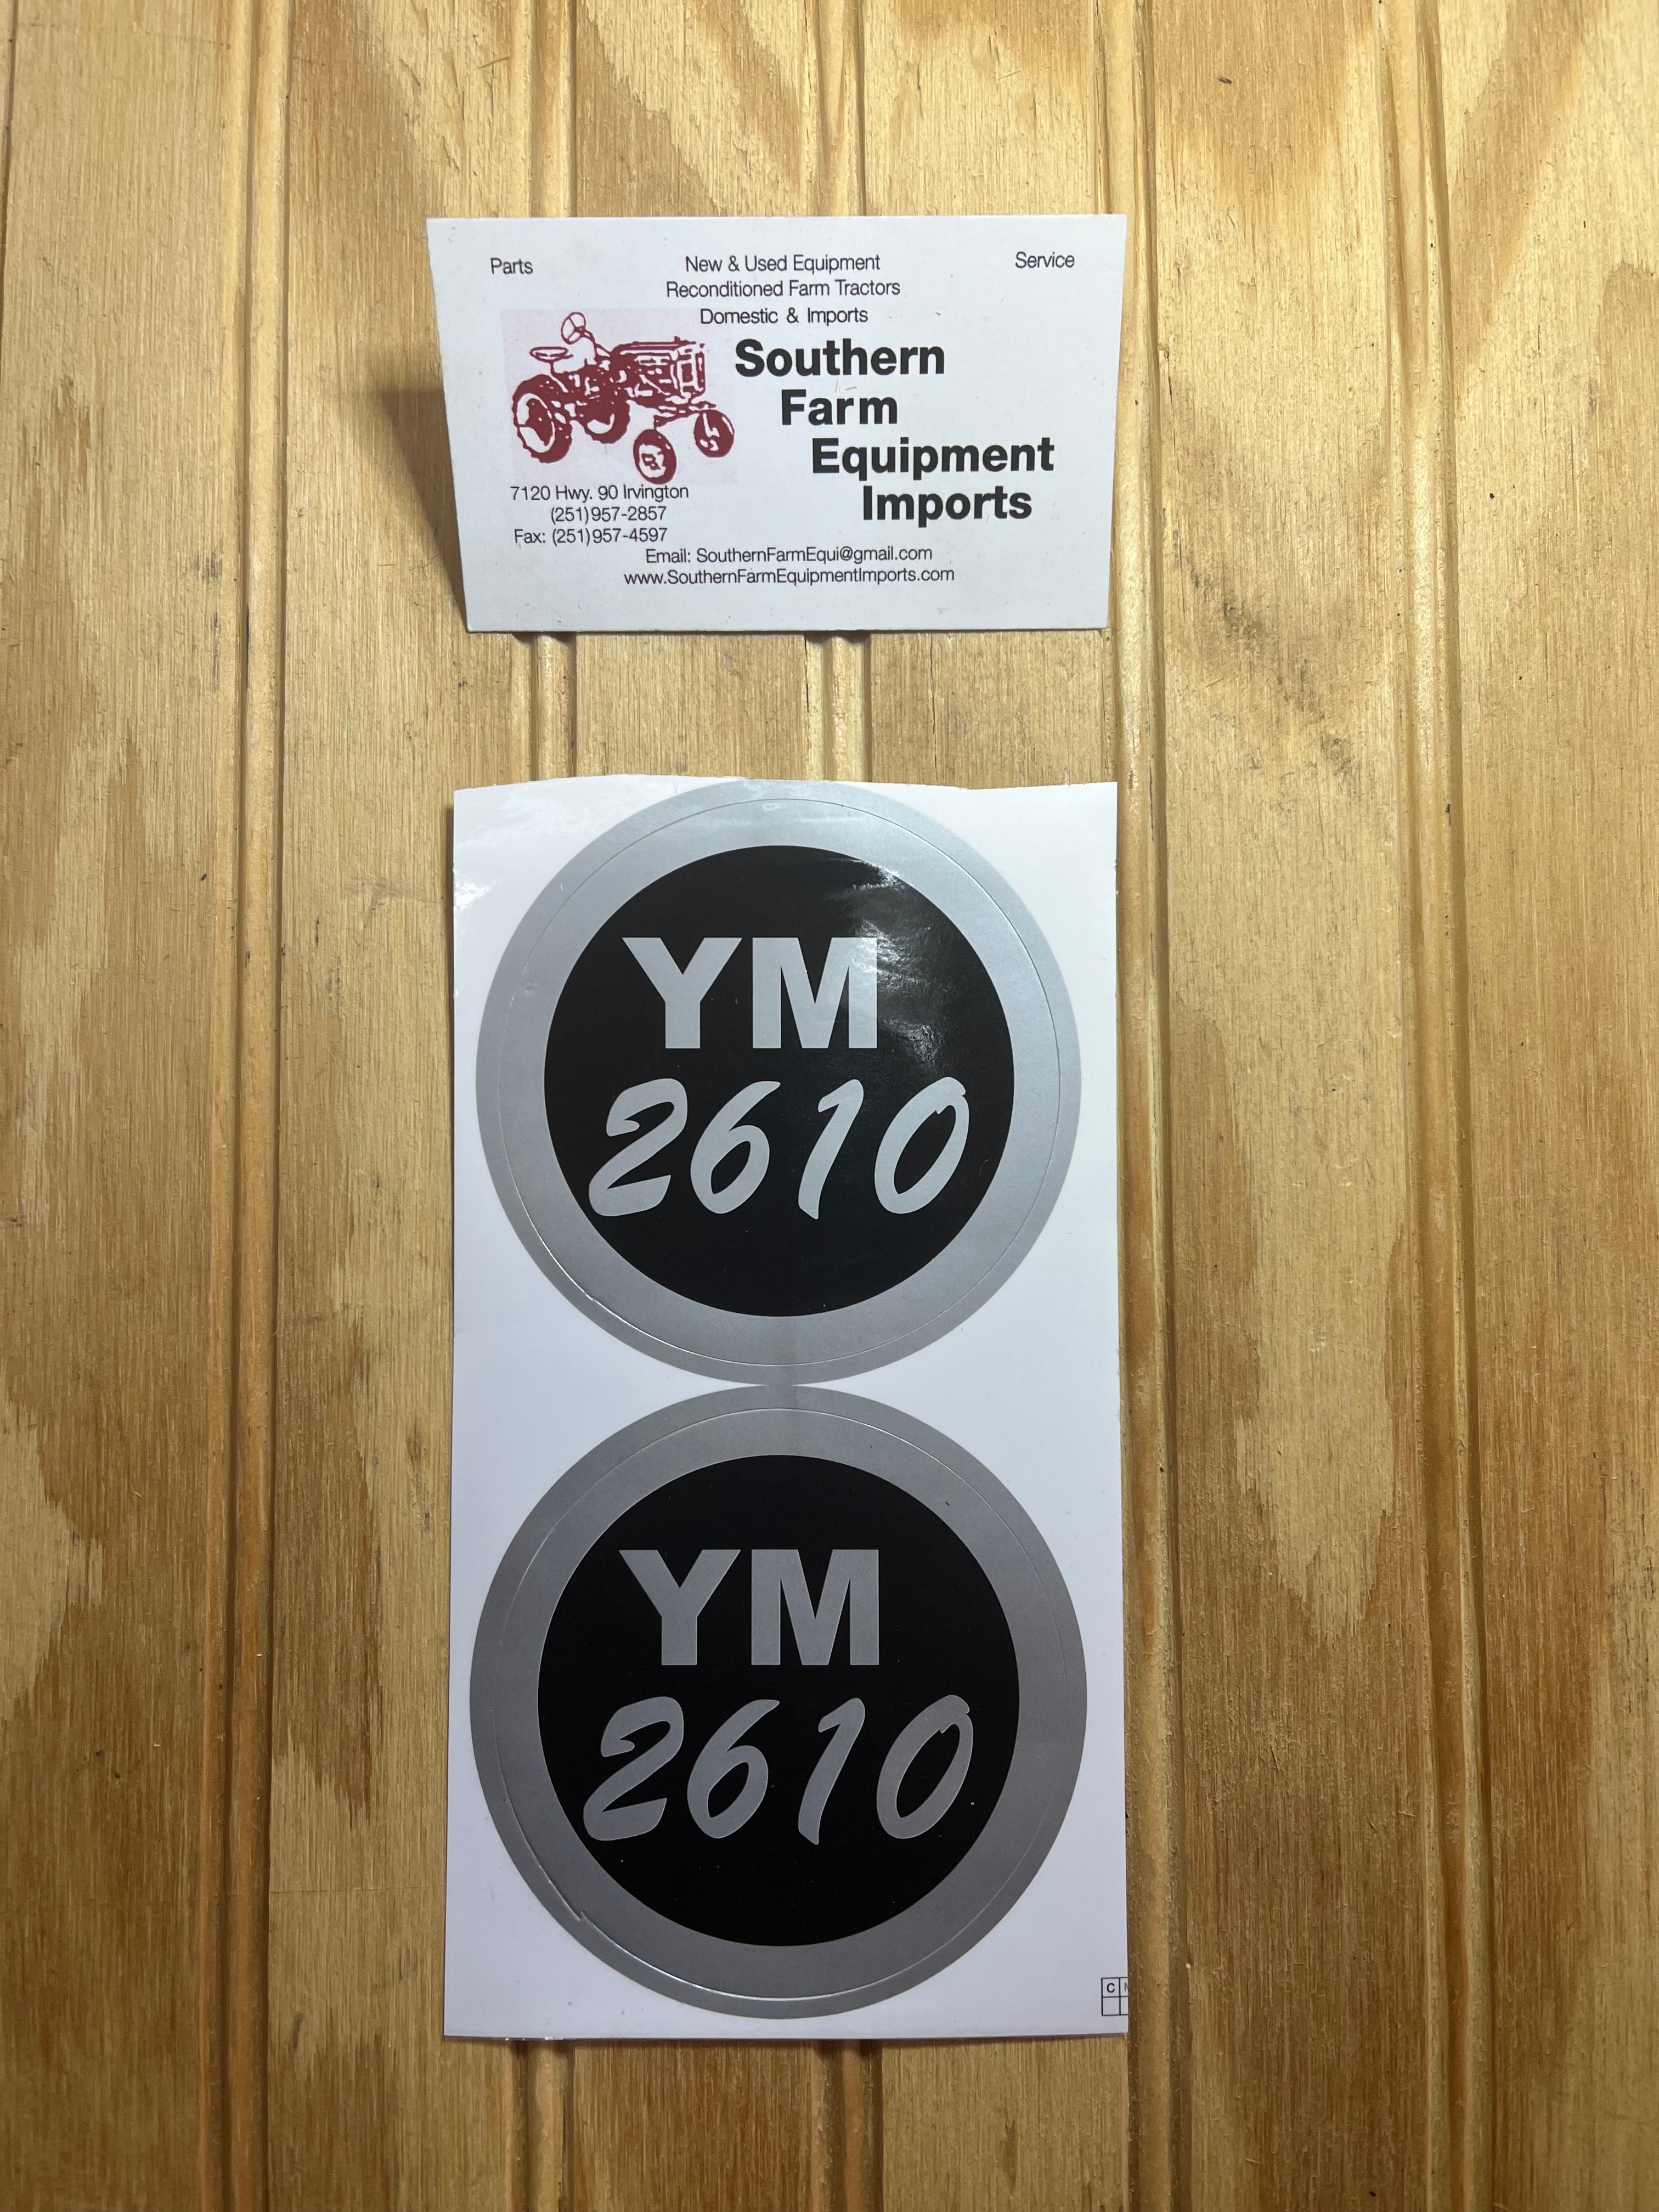 Parts
New & Used Equipment
Service
Reconditioned Farm Tractors
Domestic & Imports
Southern
Farm
Equipment
Imports
7120 Hwy. 90 Irvington
(251)957-2857
Fax: (251)957-4597
Email: SouthernFarmEqui@gmail.com
www.SouthernFarmEquipmentImports.com
YM
2610
YM
2610
C